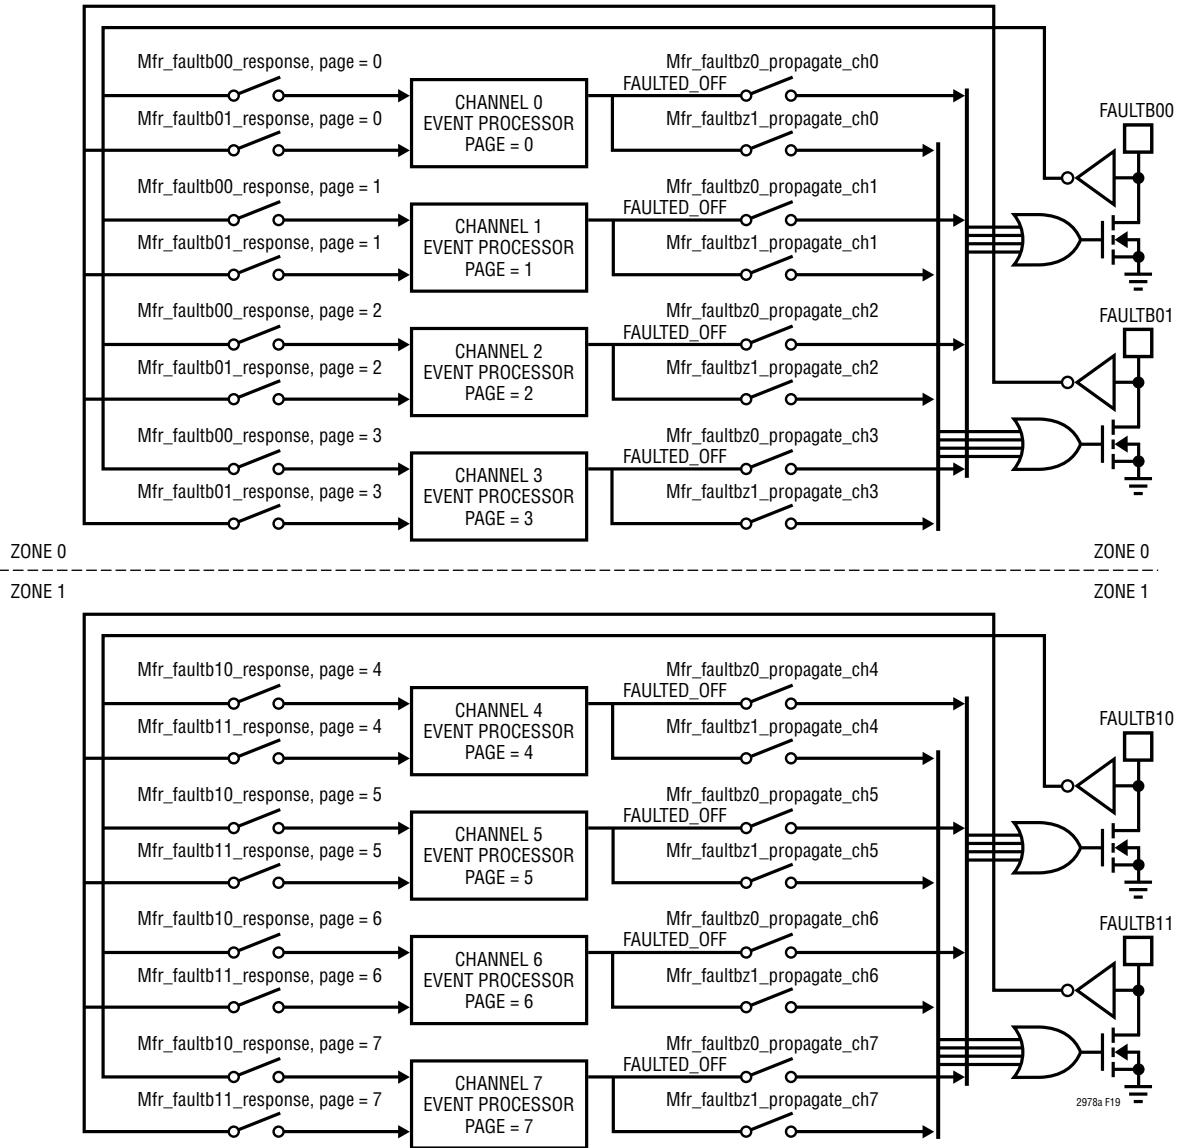 Mfr_faultb00_response, page = 0
Mfr_faultbz0_propagate_ch0
FAULTED_OFF
CHANNEL 0
EVENT PROCESSOR
PAGE = 0
Mfr_faultb01_response, page = 0
Mfr_faultbz1_propagate_ch0
FAULTB00
Mfr_faultb00_response, page = 1
Mfr_faultbz0_propagate_ch1
FAULTED_OFF
CHANNEL 1
EVENT PROCESSOR
PAGE = 1
Mfr_faultb01_response, page = 1
Mfr_faultbz1_propagate_ch1
Mfr_faultb00_response, page = 2
Mfr_faultbz0_propagate_ch2
FAULTB01
FAULTED_OFF
CHANNEL 2
EVENT PROCESSOR
PAGE = 2
Mfr_faultb01_response, page = 2
Mfr_faultbz1_propagate_ch2
Mfr_faultb00_response, page = 3
Mfr_faultbz0_propagate_ch3
FAULTED_OFF
CHANNEL 3
EVENT PROCESSOR
PAGE = 3
Mfr_faultb01_response, page = 3
Mfr_faultbz1_propagate_ch3
ZONE 0
ZONE 0
ZONE 1
ZONE 1
Mfr_faultb10_response, page = 4
Mfr_faultbz0_propagate_ch4
FAULTED_OFF
CHANNEL 4
EVENT PROCESSOR
PAGE = 4
Mfr_faultb11_response, page = 4
Mfr_faultbz1_propagate_ch4
FAULTB10
Mfr_faultb10_response, page = 5
Mfr_faultbz0_propagate_ch5
FAULTED_OFF
CHANNEL 5
EVENT PROCESSOR
PAGE = 5
Mfr_faultb11_response, page = 5
Mfr_faultbz1_propagate_ch5
Mfr_faultb10_response, page = 6
Mfr_faultbz0_propagate_ch6
FAULTB11
FAULTED_OFF
CHANNEL 6
EVENT PROCESSOR
PAGE = 6
Mfr_faultb11_response, page = 6
Mfr_faultbz1_propagate_ch6
Mfr_faultb10_response, page = 7
Mfr_faultbz0_propagate_ch7
FAULTED_OFF
CHANNEL 7
EVENT PROCESSOR
PAGE = 7
Mfr_faultb11_response, page = 7
Mfr_faultbz1_propagate_ch7
2978a F19